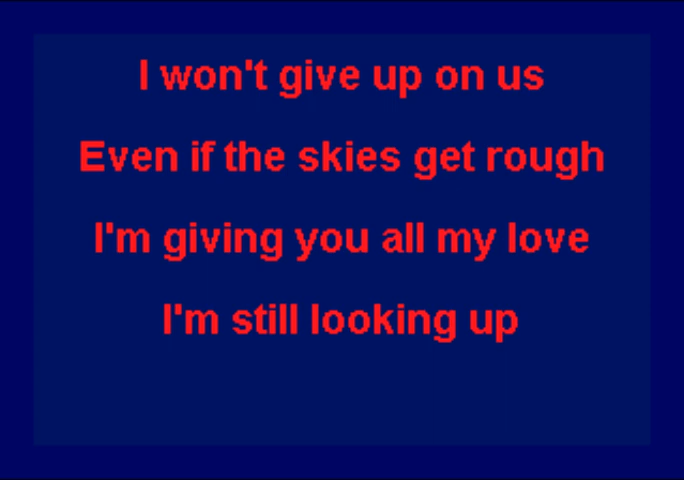 I won't give up on us
Even if the skies get rough
I'm giving you all my love
I'm still looking up